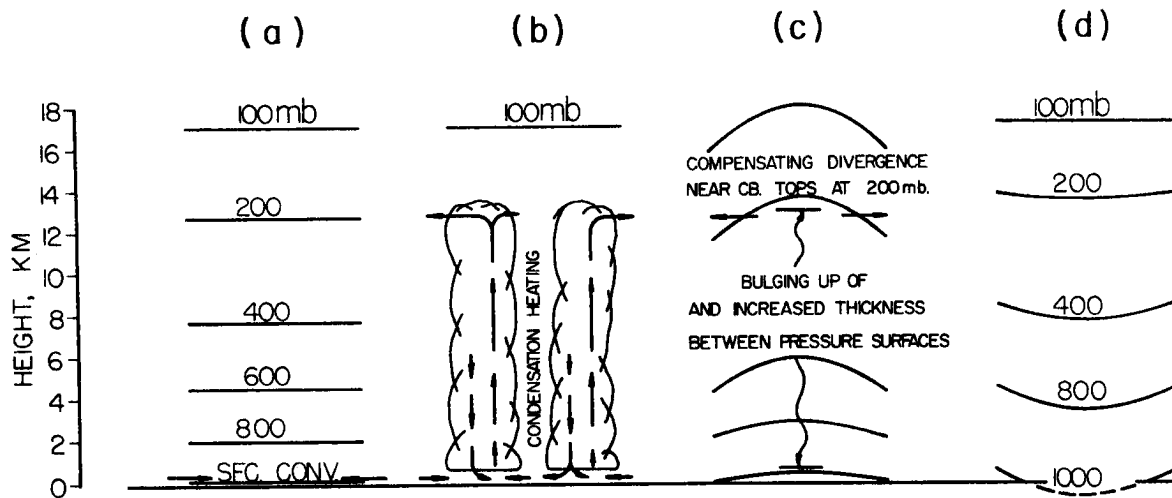 (a)
(b)
(c)
(d)
HEIGHT, KM
18
16
14
12
10
8
6
4
2
0
100mb
200
400
600
800
SFC. CONV.
100mb
CONDENSATION HEATING
COMPENSATING DIVERGENCE
NEAR CB. TOPS AT 200mb.
BULGING UP OF
AND INCREASED THICKNESS
BETWEEN PRESSURE SURFACES
100mb
200
400
800
1000